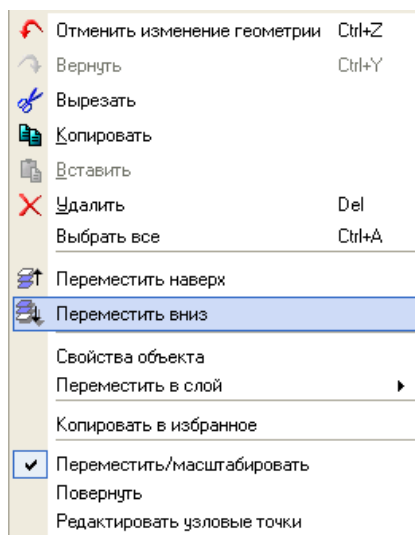 Отменить изменение геометрии Ctrl+Z
Вернуть Ctrl+Y
Вырезать
Копировать
Вставить
Удалить Del
Выбрать все Ctrl+A
Переместить наверх
Переместить вниз
Свойства объекта
Переместить в слой
Копировать в избранное
Переместить/масштабировать
Повернуть
Редактировать узловые точки